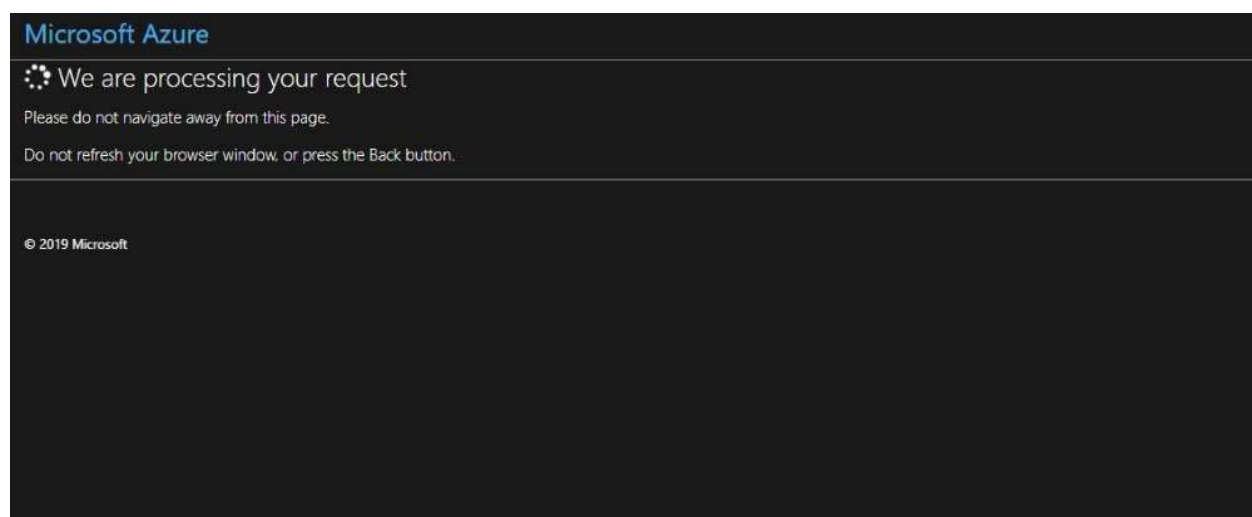 Microsoft Azure
We are processing your request
Please do not navigate away from this page.
Do not refresh your browser window, or press the Back button.
© 2019 Microsoft